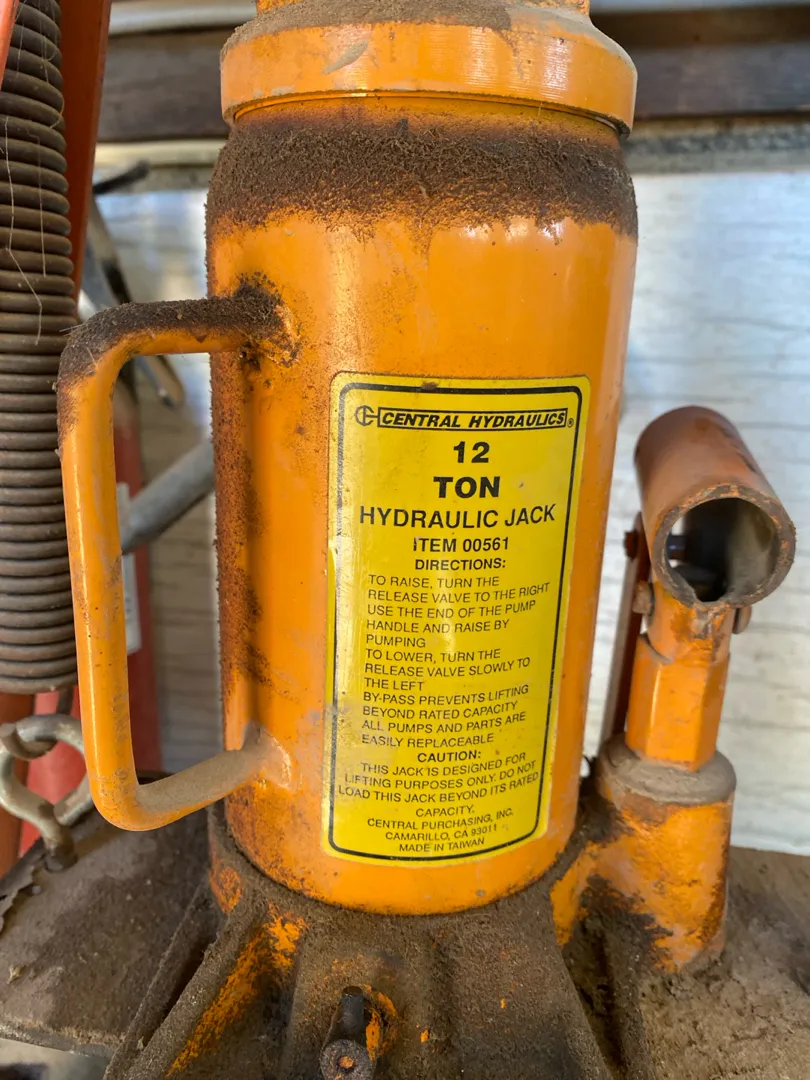 CENTRAL HYDRAULICS®
12
TON
HYDRAULIC JACK
ITEM 00561
DIRECTIONS:
TO RAISE, TURN THE
RELEASE VALVE TO THE RIGHT
USE THE END OF THE PUMP
HANDLE AND RAISE BY
PUMPING
TO LOWER, TURN THE
RELEASE VALVE SLOWLY TO
THE LEFT
BY-PASS PREVENTS LIFTING
BEYOND RATED CAPACITY
ALL PUMPS AND PARTS ARE
EASILY REPLACEABLE
CAUTION:
THIS JACK IS DESIGNED FOR
LIFTING PURPOSES ONLY. DO NOT
LOAD THIS JACK BEYOND ITS RATED
CAPACITY.
CENTRAL PURCHASING, INC.
CAMARILLO, CA 93011
MADE IN TAIWAN